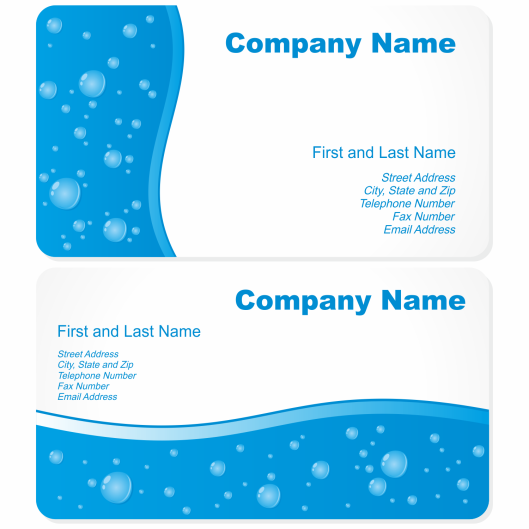 Company Name
First and Last Name
Street Address
City, State and Zip
Telephone Number
Fax Number
Email Address
Company Name
First and Last Name
Street Address
City, State and Zip
Telephone Number
Fax Number
Email Address